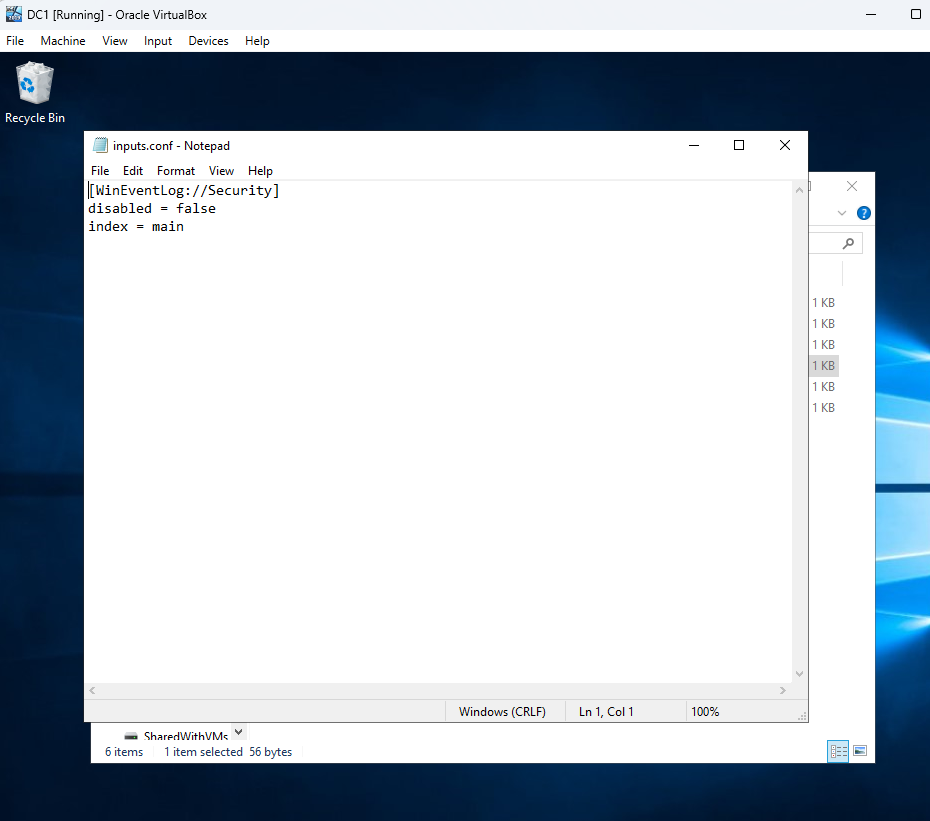 DC1 [Running] - Oracle VirtualBox
File Machine View Input Devices Help
Recycle Bin
inputs.conf - Notepad
File Edit Format View Help
[WinEventLog://Security]
disabled = false
index = main
1 KB
1 KB
1 KB
1 KB
1 KB
1 KB
Windows (CRLF) Ln 1, Col 1 100%
SharedWithVMs
6 items 1 item selected 56 bytes